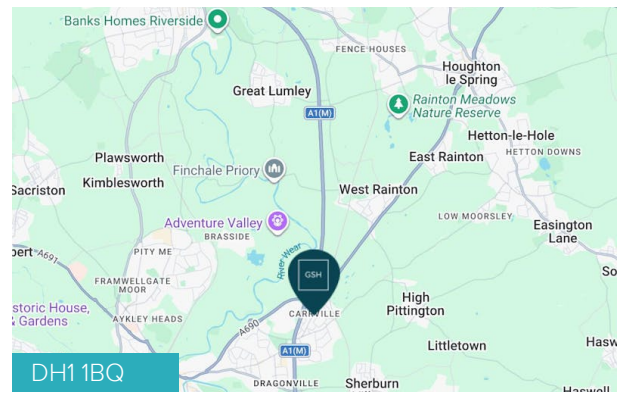 Banks Homes Riverside
FENCE HOUSES
Houghton
le Spring
Great Lumley
Rainton Meadows
Nature Reserve
A1(M)
Hetton-le-Hole
HETTON DOWNS
East Rainton
Plawsworth
Finchale Priory
Kimblesworth
Sacriston
West Rainton
LOW MOORSLEY
Adventure Valley
BRASSIDE
Easington
Lane
PITY ME
A691
River Wear
GSH
FRAMWELLGATE
MOOR
High
Pittington
storic House,
& Gardens
AYKLEY HEADS
CARRVILLE
A690
Littletown
A1(M)
DH1 1BQ
DRAGONVILLE
Sherburn